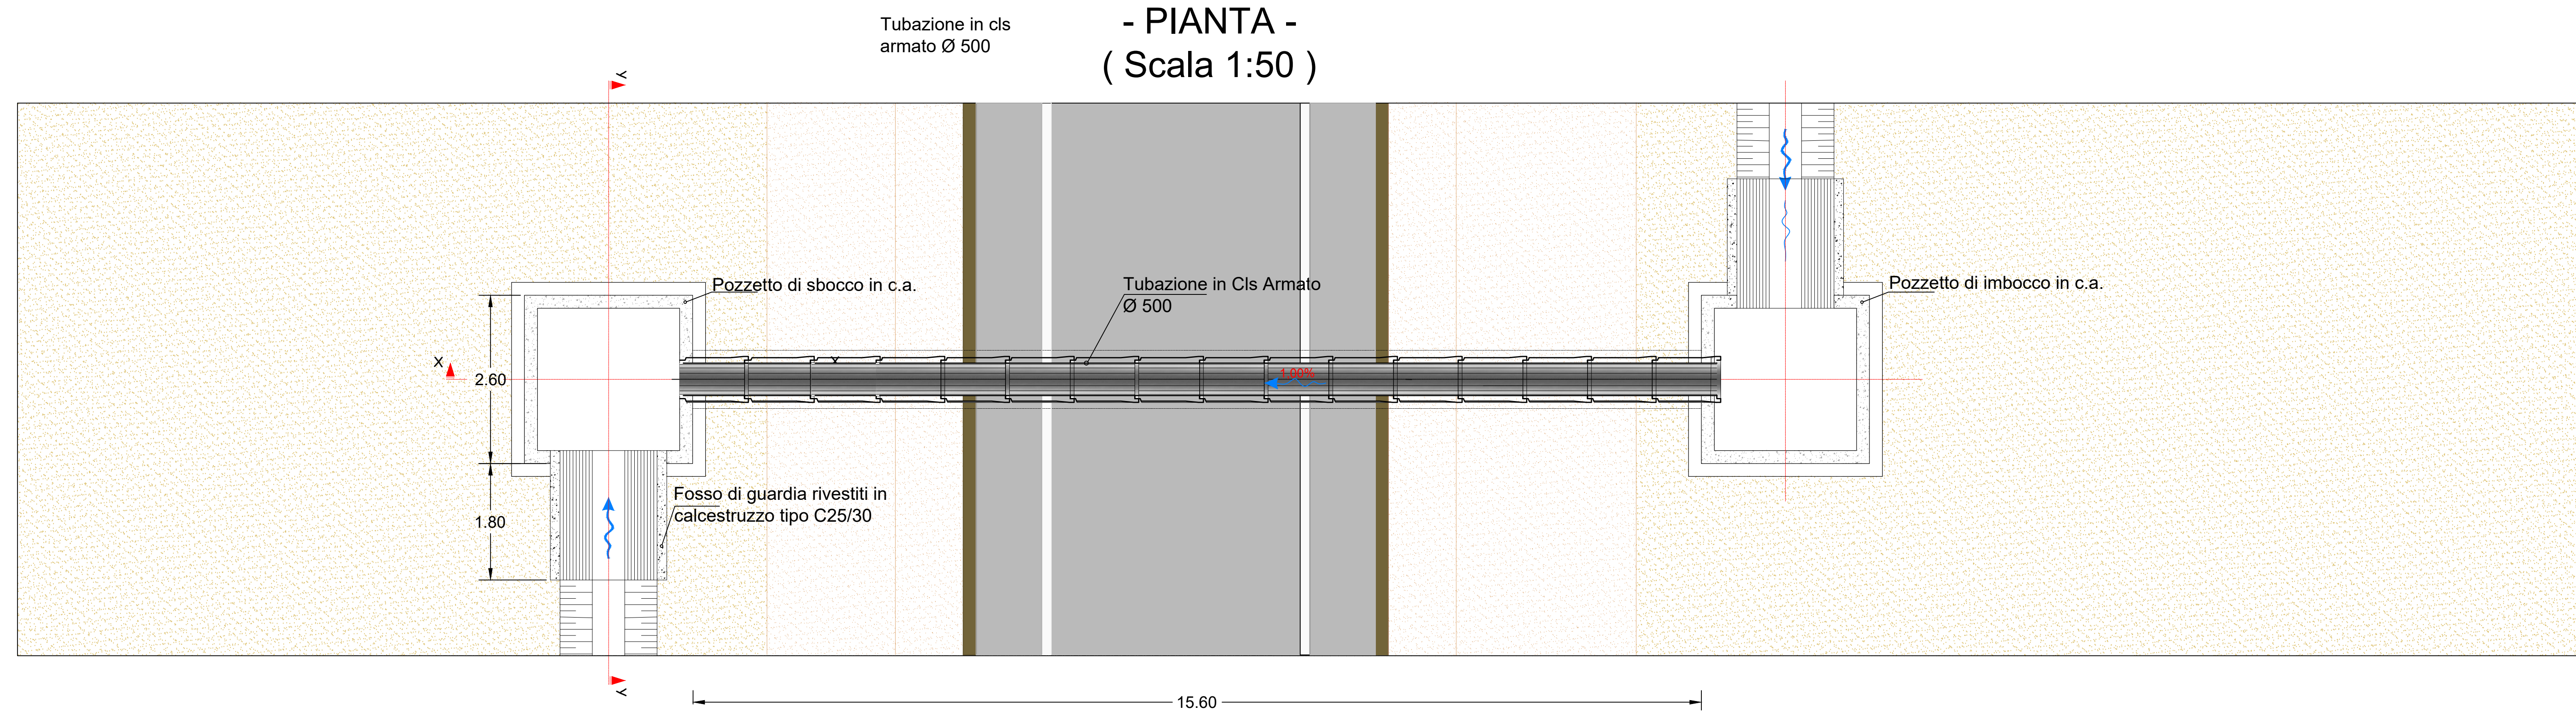 Tubazione in cls
armato Ø 500
- PIANTA -
( Scala 1:50 )
Y
Pozzetto di sbocco in c.a.
Tubazione in Cls Armato
Ø 500
Pozzetto di imbocco in c.a.
X
X
2.60
1.00%
Fosso di guardia rivestiti in
calcestruzzo tipo C25/30
1.80
Y
15.60